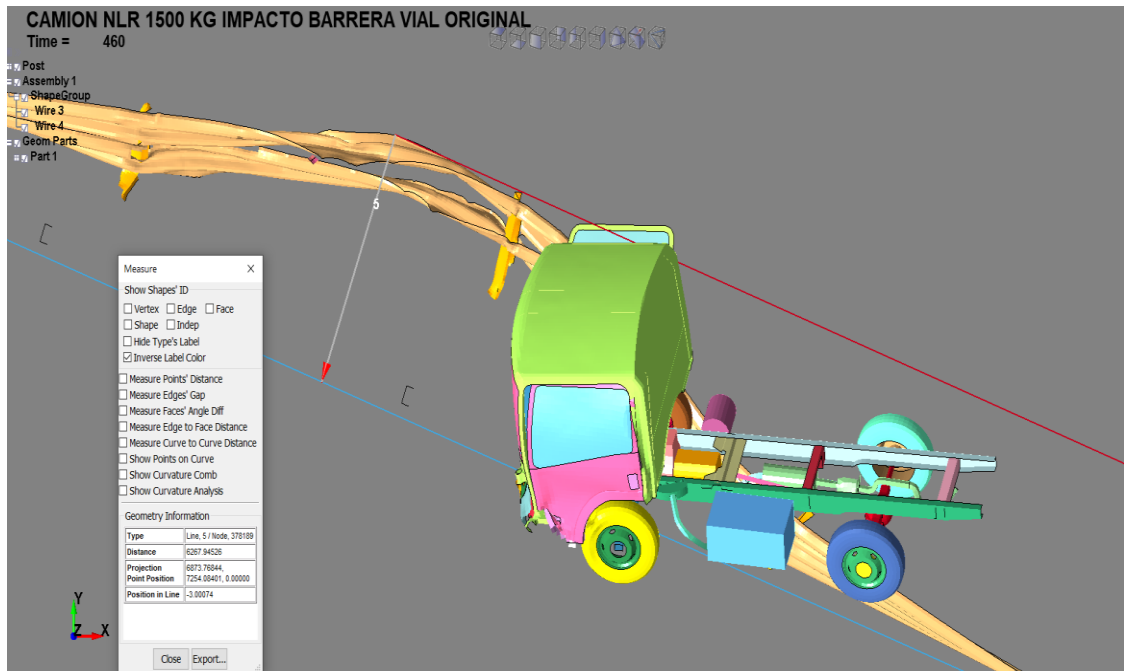 CAMION NLR 1500 KG IMPACTO BARRERA VIAL ORIGINAL
Time = 460
Post
Assembly 1
ShapeGroup
Wire 3
Wire 4
Geom Parts
Part 1
5
Measure X
Show Shapes' ID
Vertex Edge Face
Shape Indep
Hide Type's Label
Inverse Label Color
Measure Points' Distance
Measure Edges' Gap
Measure Faces' Angle Diff
Measure Edge to Face Distance
Measure Curve to Curve Distance
Show Points on Curve
Show Curvature Comb
Show Curvature Analysis
Geometry Information
Type Line, 5 / Node, 378189
Distance 6267.94526
Projection Point Position 6873.76844, 7254.08401, 0.00000
Position in Line -3.00074
Close Export...
Y
Z X